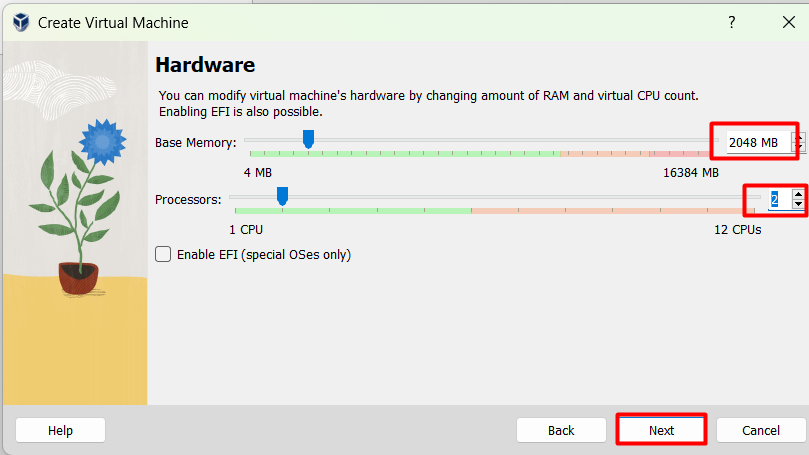 Create Virtual Machine
?
Hardware
You can modify virtual machine's hardware by changing amount of RAM and virtual CPU count.
Enabling EFI is also possible.
Base Memory:
2048 MB
4 MB
16384 MB
Processors:
2
1 CPU
12 CPUs
Enable EFI (special OSes only)
Help
Back
Next
Cancel